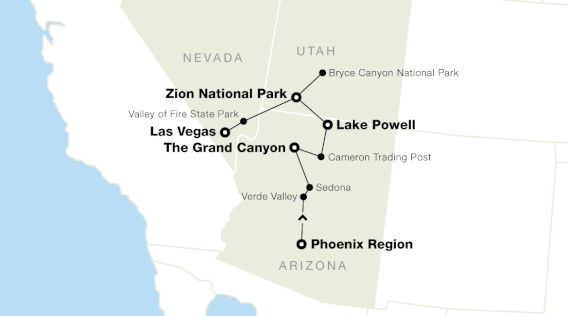 UTAH
NEVADA
Bryce Canyon National Park
Zion National Park
Valley of Fire State Park
Lake Powell
Las Vegas
The Grand Canyon
Cameron Trading Post
Sedona
Verde Valley
Phoenix Region
ARIZONA